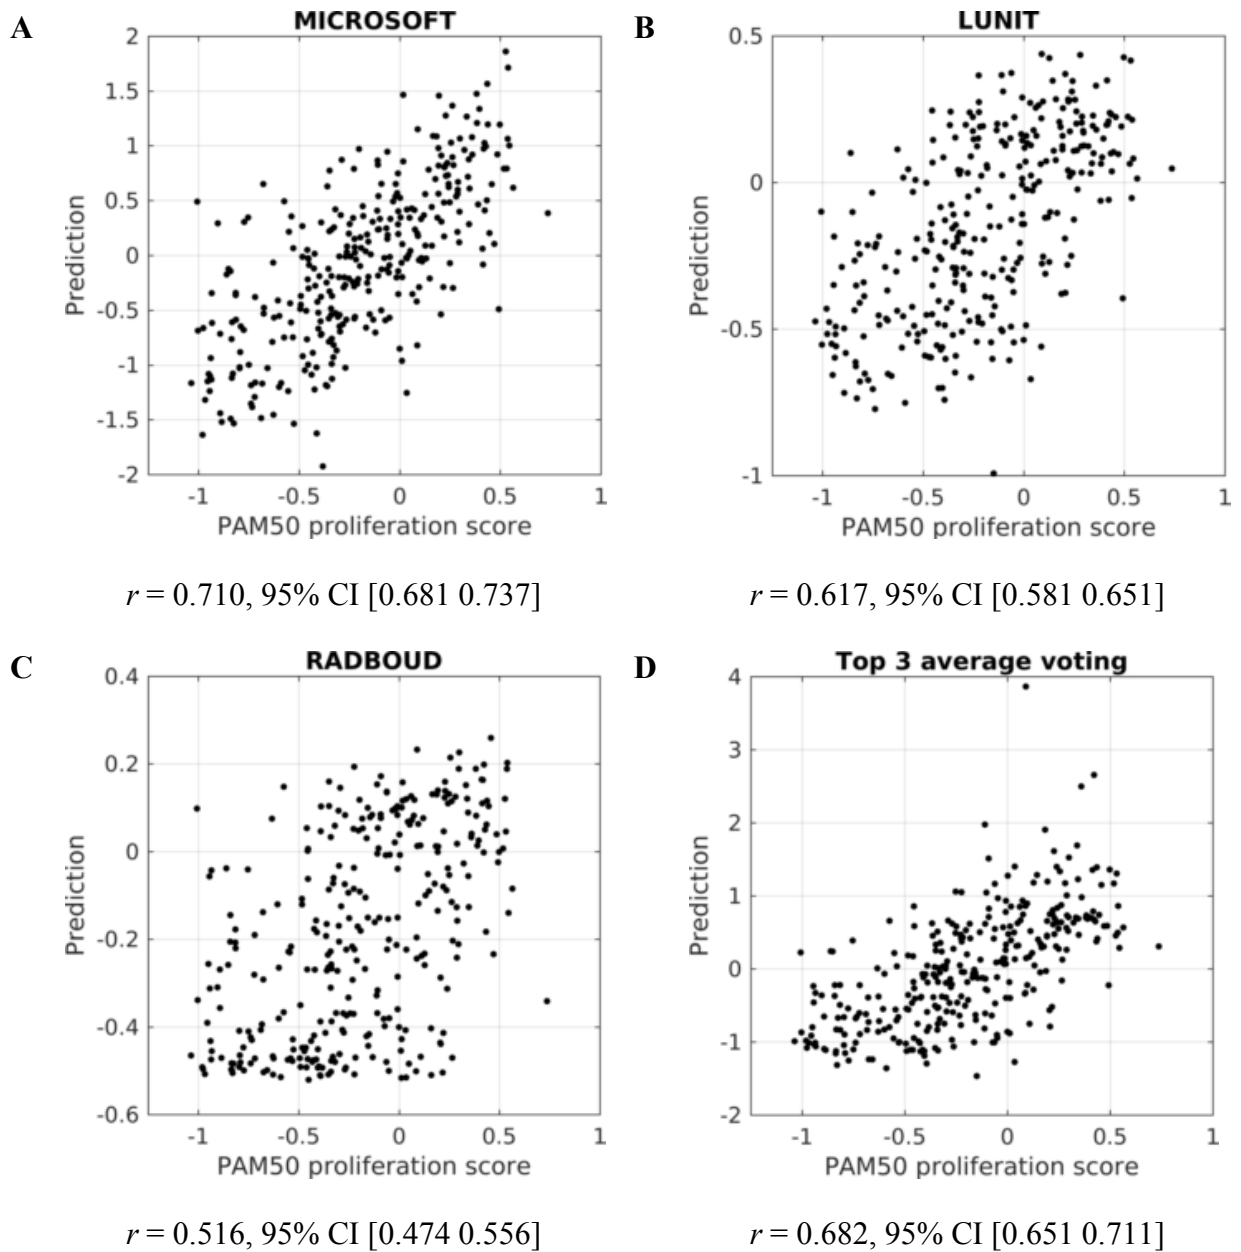 A
MICROSOFT
2
1.5
1
0.5
0
-0.5
-1
-1.5
-2
Prediction
-1 -0.5 0 0.5 1
PAM50 proliferation score
r = 0.710, 95% CI [0.681 0.737]
B
LUNIT
0.5
0
-0.5
-1
Prediction
-1 -0.5 0 0.5 1
PAM50 proliferation score
r = 0.617, 95% CI [0.581 0.651]
C
RADBOUD
0.4
0.2
0
-0.2
-0.4
-0.6
Prediction
-1 -0.5 0 0.5 1
PAM50 proliferation score
r = 0.516, 95% CI [0.474 0.556]
D
Top 3 average voting
4
3
2
1
0
-1
-2
Prediction
-1 -0.5 0 0.5 1
PAM50 proliferation score
r = 0.682, 95% CI [0.651 0.711]